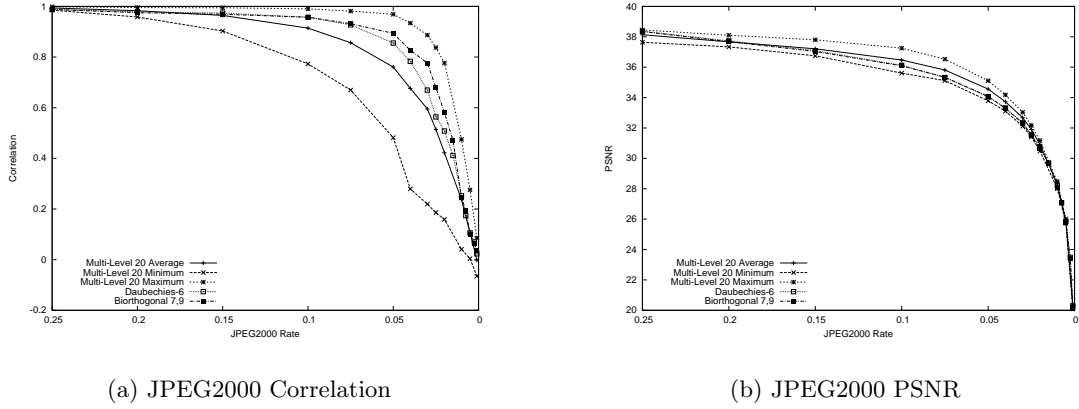 1
0.8
0.6
0.4
0.2
0
-0.2
Correlation
Multi-Level 20 Average
Multi-Level 20 Minimum
Multi-Level 20 Maximum
Daubechies-6
Biorthogonal 7,9
0.25 0.2 0.15 0.1 0.05 0
JPEG2000 Rate
(a) JPEG2000 Correlation
40
38
36
34
32
30
28
26
24
22
20
PSNR
Multi-Level 20 Average
Multi-Level 20 Minimum
Multi-Level 20 Maximum
Daubechies-6
Biorthogonal 7,9
0.25 0.2 0.15 0.1 0.05 0
JPEG2000 Rate
(b) JPEG2000 PSNR